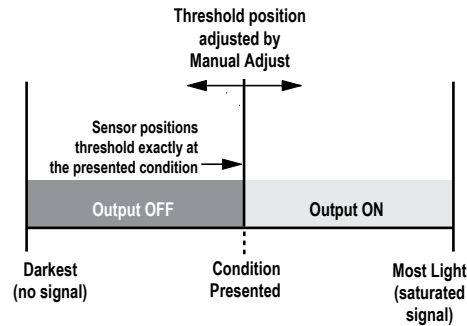 Threshold position
adjusted by
Manual Adjust
Sensor positions
threshold exactly at
the presented condition
Output OFF
Output ON
Darkest
(no signal)
Condition
Presented
Most Light
(saturated
signal)